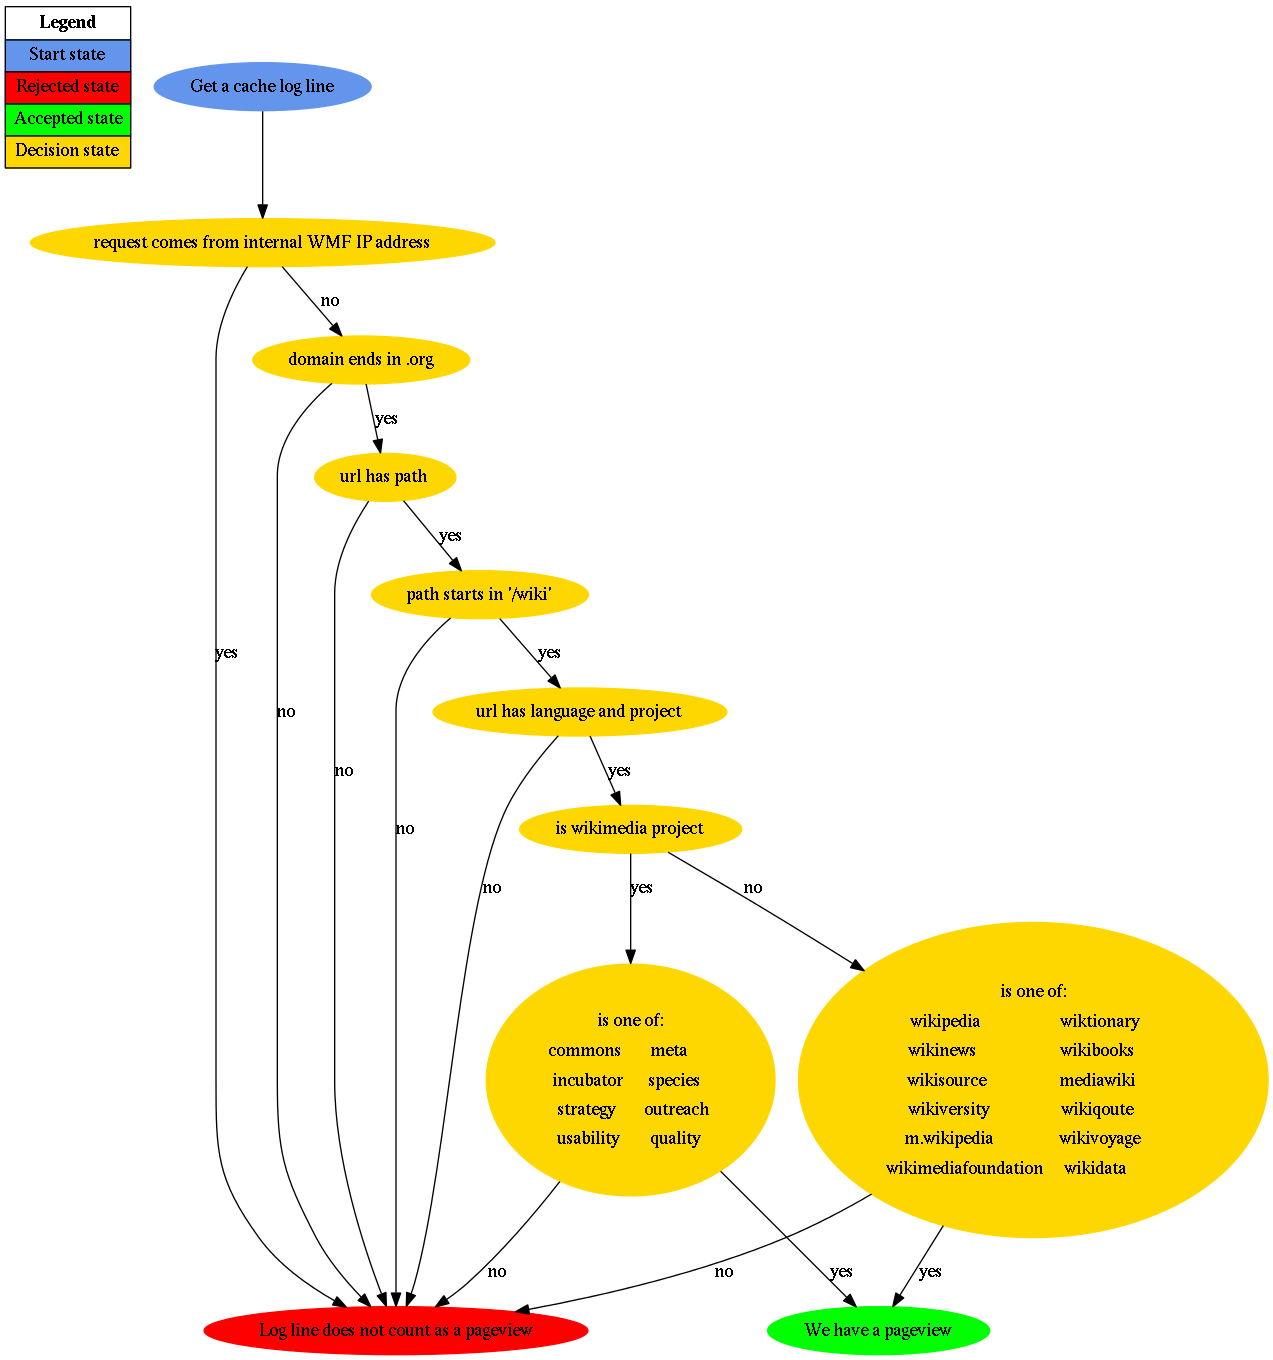 Legend
Start state
Rejected state
Accepted state
Decision state
Get a cache log line
request comes from internal WMF IP address
no
domain ends in .org
yes
url has path
yes
path starts in '/wiki'
yes
yes
url has language and project
no
no
yes
is wikimedia project
no
no
yes
no
is one of:
commons meta
incubator species
strategy outreach
usability quality
is one of:
wikipedia wiktionary
wikinews wikibooks
wikisource mediawiki
wikiversity wikiqoute
m.wikipedia wikivoyage
wikimediafoundation wikidata
no
no
yes
yes
Log line does not count as a pageview
We have a pageview